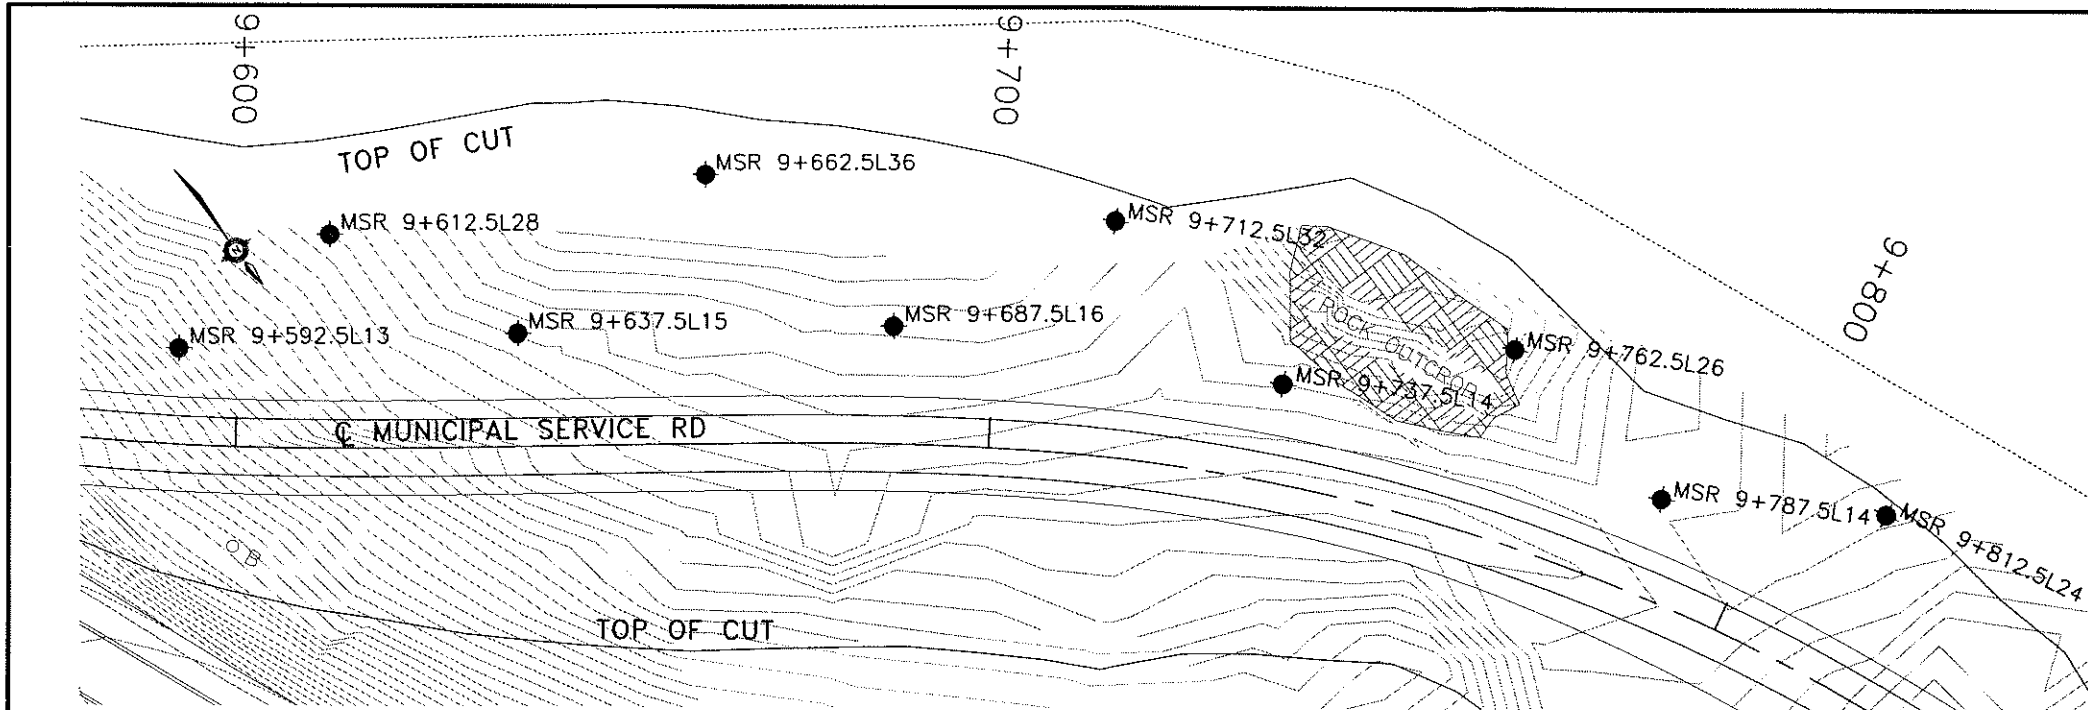 9+600
9+700
TOP OF CUT
MSR 9+662.5L36
MSR 9+612.5L28
MSR 9+712.5L32
9+800
MSR 9+592.5L13
MSR 9+637.5L15
MSR 9+687.5L16
ROCK OUTCROP
MSR 9+762.5L26
MSR 9+737.5L14
℄ MUNICIPAL SERVICE RD
MSR 9+787.5L14
MSR 9+812.5L24
O B
TOP OF CUT